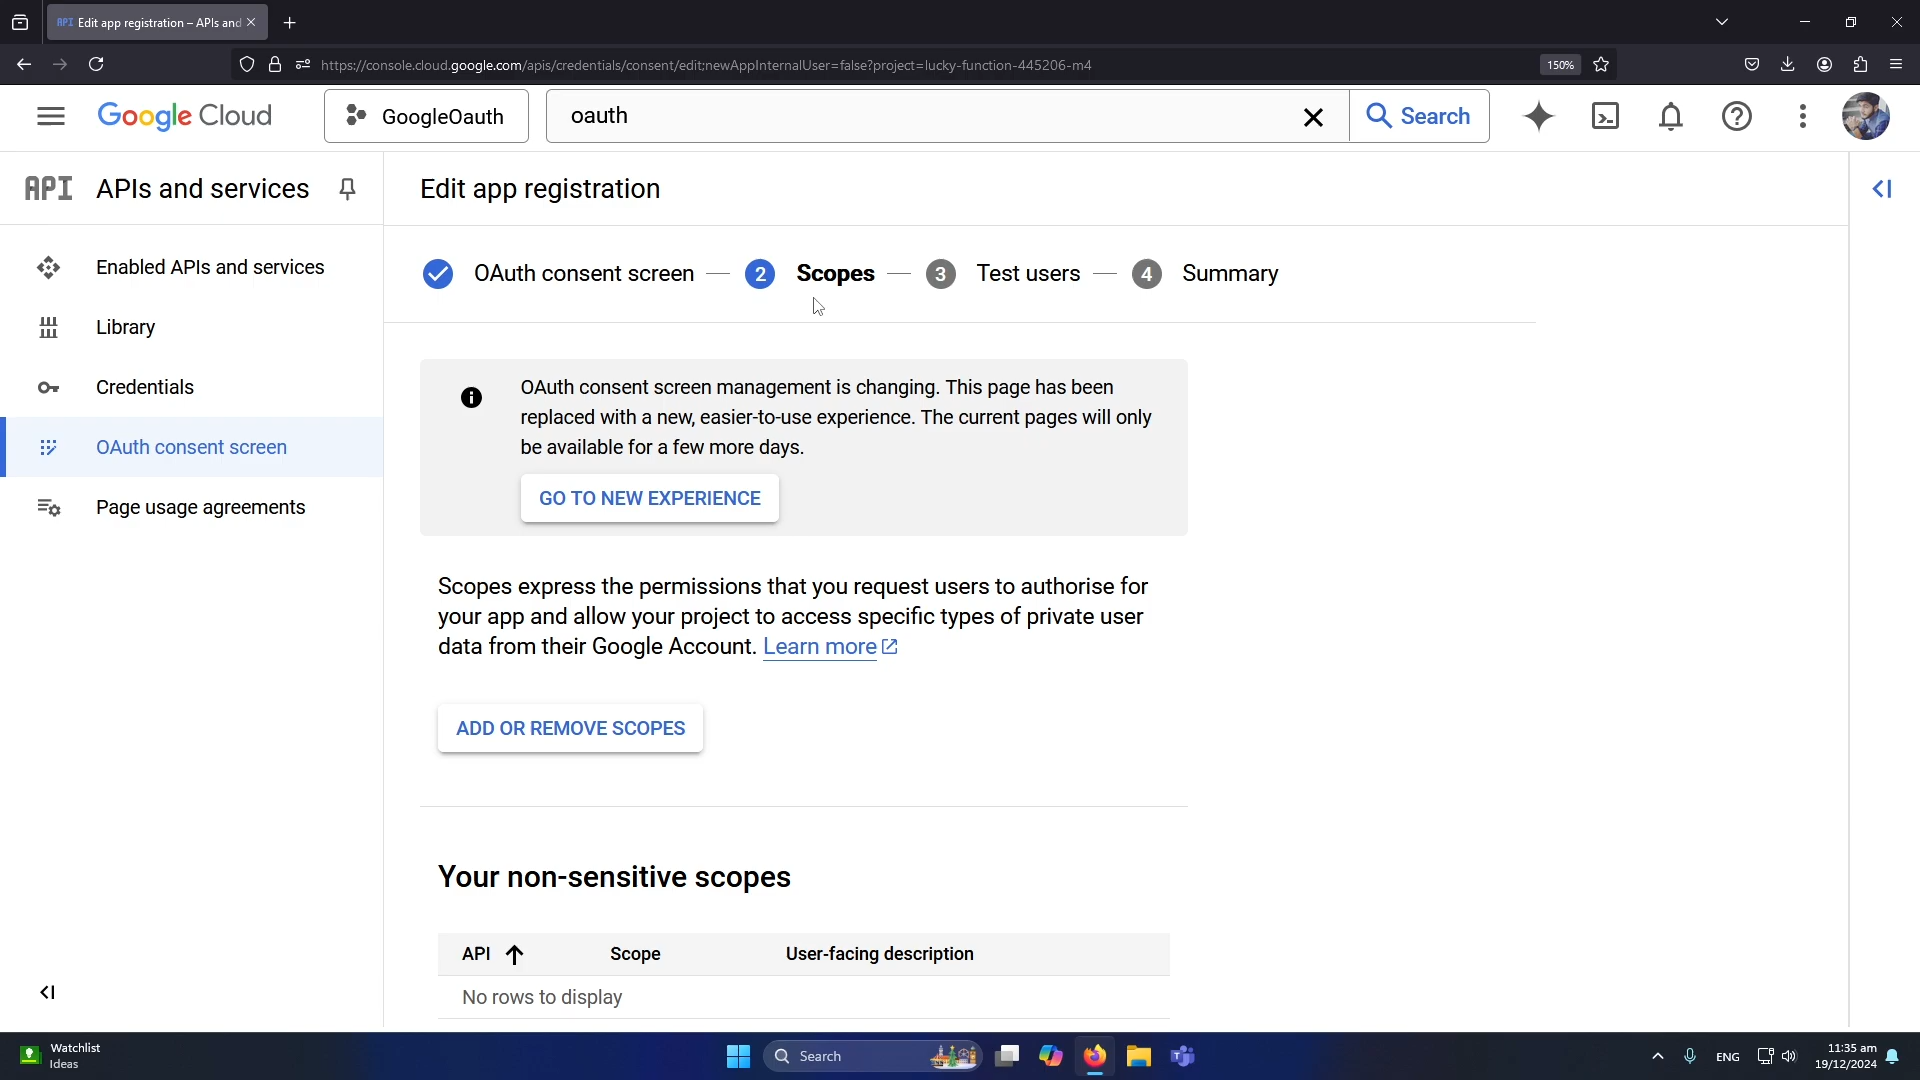 API Edit app registration – APIs and
https://console.cloud.google.com/apis/credentials/consent/edit;newAppInternalUser=false?project=lucky-function-445206-m4
150%
Google Cloud
GoogleOauth
oauth
Search
API APIs and services
Edit app registration
Enabled APIs and services
Library
Credentials
OAuth consent screen
Page usage agreements
OAuth consent screen
2 Scopes
3 Test users
4 Summary
OAuth consent screen management is changing. This page has been
replaced with a new, easier-to-use experience. The current pages will only
be available for a few more days.
GO TO NEW EXPERIENCE
Scopes express the permissions that you request users to authorise for
your app and allow your project to access specific types of private user
data from their Google Account. Learn more
ADD OR REMOVE SCOPES
Your non-sensitive scopes
API Scope User-facing description
No rows to display
Watchlist
Ideas
Search
ENG
11:35 am
19/12/2024